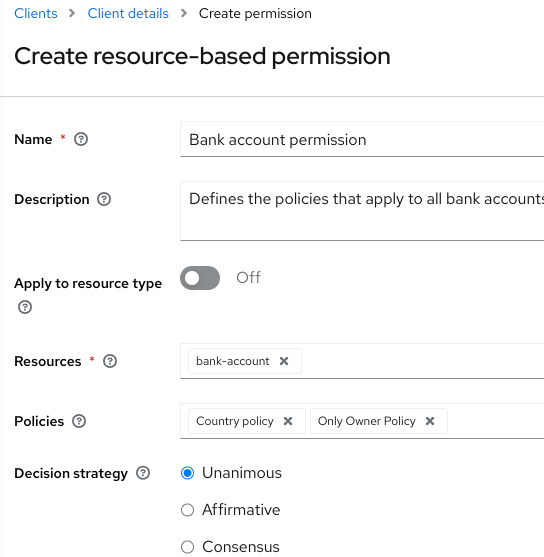 Clients > Client details > Create permission
Create resource-based permission
Name *
Bank account permission
Description
Defines the policies that apply to all bank accounts
Apply to resource type
Off
Resources *
bank-account
Policies
Country policy
Only Owner Policy
Decision strategy
Unanimous
Affirmative
Consensus